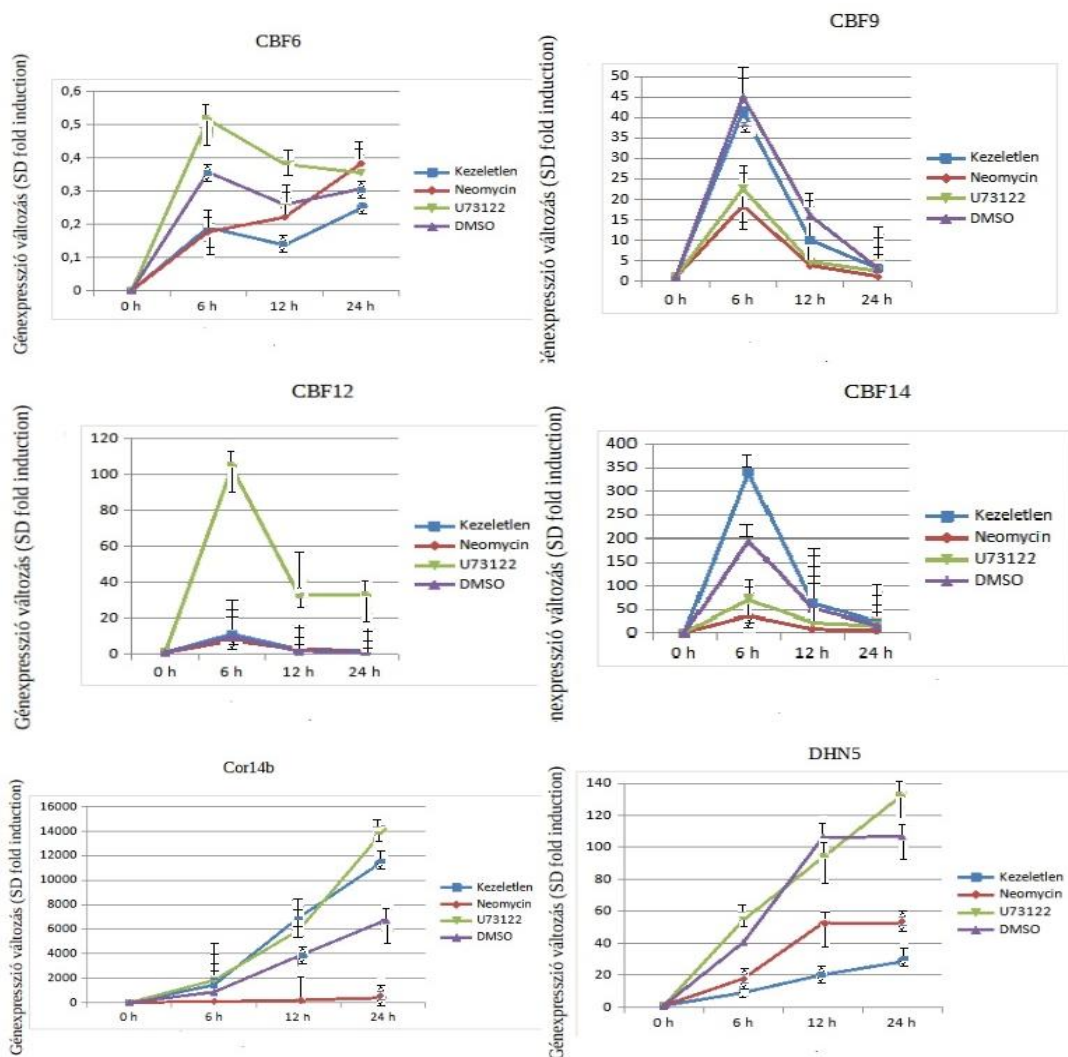 CBF6
Génexpresszió változás (SD fold induction)
0,6
0,5
0,4
0,3
0,2
0,1
0
0 h 6 h 12 h 24 h
Kezeletlen
Neomycin
U73122
DMSO
CBF9
Génexpresszió változás (SD fold induction)
50
45
40
35
30
25
20
15
10
5
0
0 h 6 h 12 h 24 h
Kezeletlen
Neomycin
U73122
DMSO
CBF12
Génexpresszió változás (SD fold induction)
120
100
80
60
40
20
0
0 h 6 h 12 h 24 h
Kezeletlen
Neomycin
U73122
DMSO
CBF14
énexpresszió változás (SD fold induction)
400
350
300
250
200
150
100
50
0
0 h 6 h 12 h 24 h
Kezeletlen
Neomycin
U73122
DMSO
Cor14b
Génexpresszió változás (SD fold induction)
16000
14000
12000
10000
8000
6000
4000
2000
0
0 h 6 h 12 h 24 h
Kezeletlen
Neomycin
U73122
DMSO
DHN5
Génexpresszió változás (SD fold induction)
140
120
100
80
60
40
20
0
0 h 6 h 12 h 24 h
Kezeletlen
Neomycin
U73122
DMSO